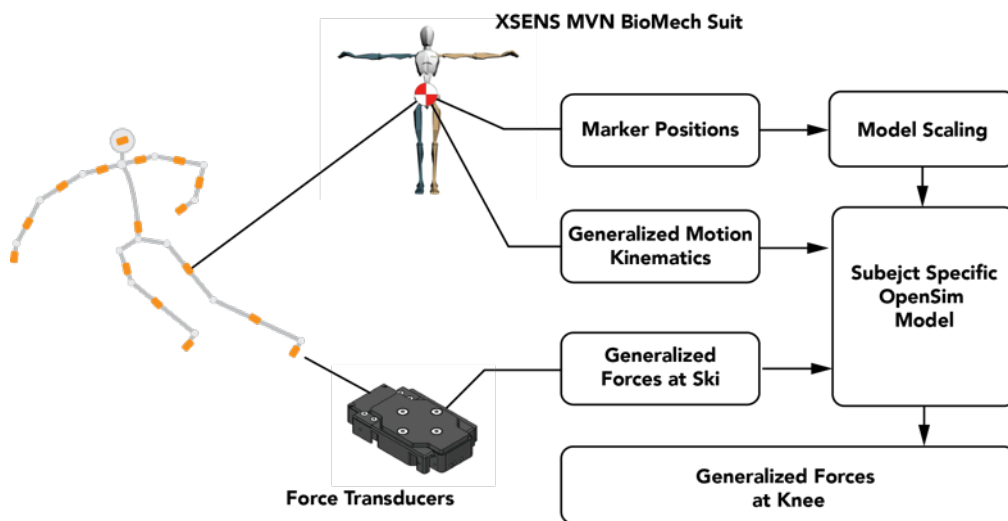 XSENS MVN BioMech Suit
Marker Positions
Model Scaling
Generalized Motion
Kinematics
Subejct Specific
OpenSim
Model
Generalized
Forces at Ski
Force Transducers
Generalized Forces
at Knee